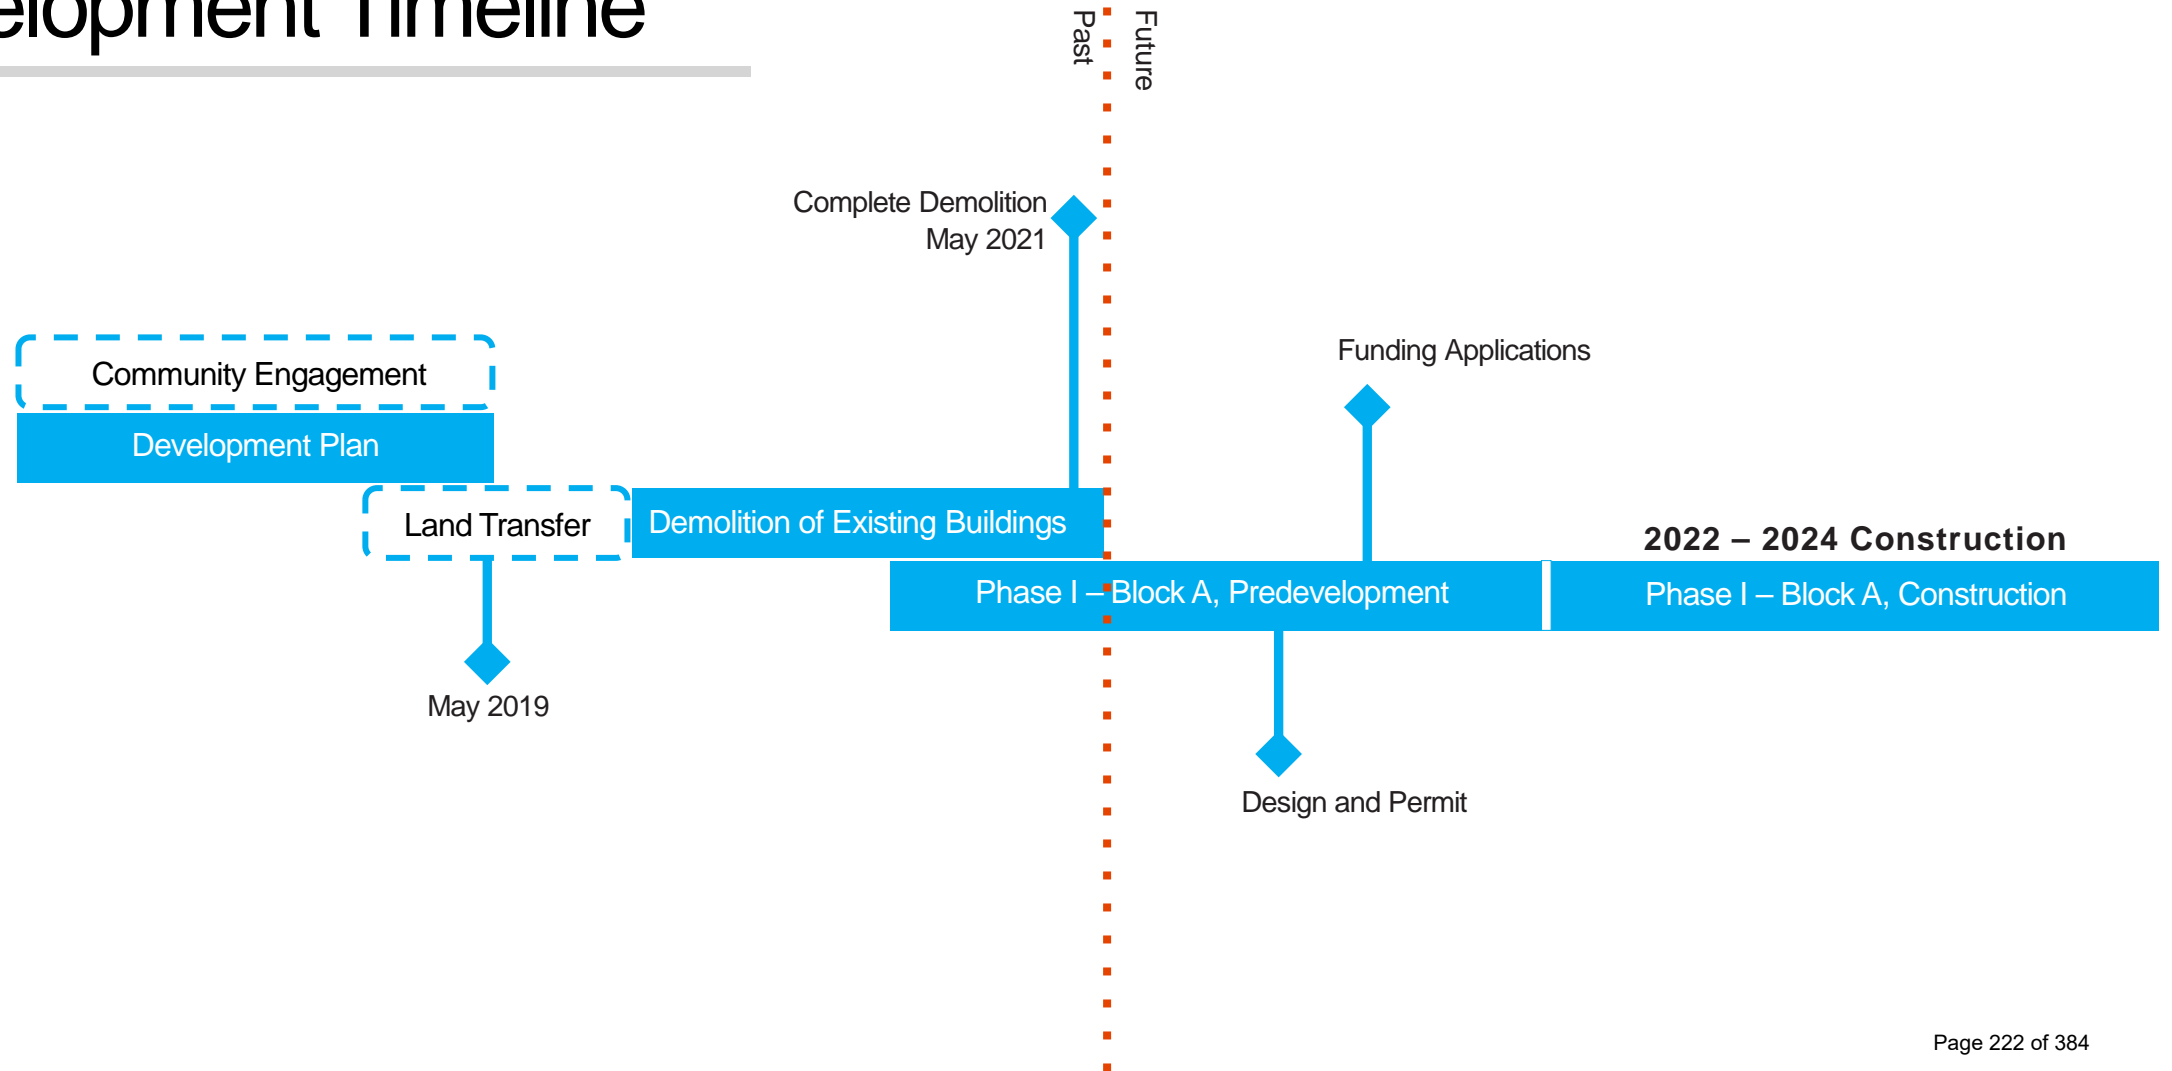 elopment Timeline
Past
Future
Complete Demolition
May 2021
Funding Applications
Community Engagement
Development Plan
Land Transfer
Demolition of Existing Buildings
2022 – 2024 Construction
Phase I – Block A, Predevelopment
Phase I – Block A, Construction
May 2019
Design and Permit
Page 222 of 384